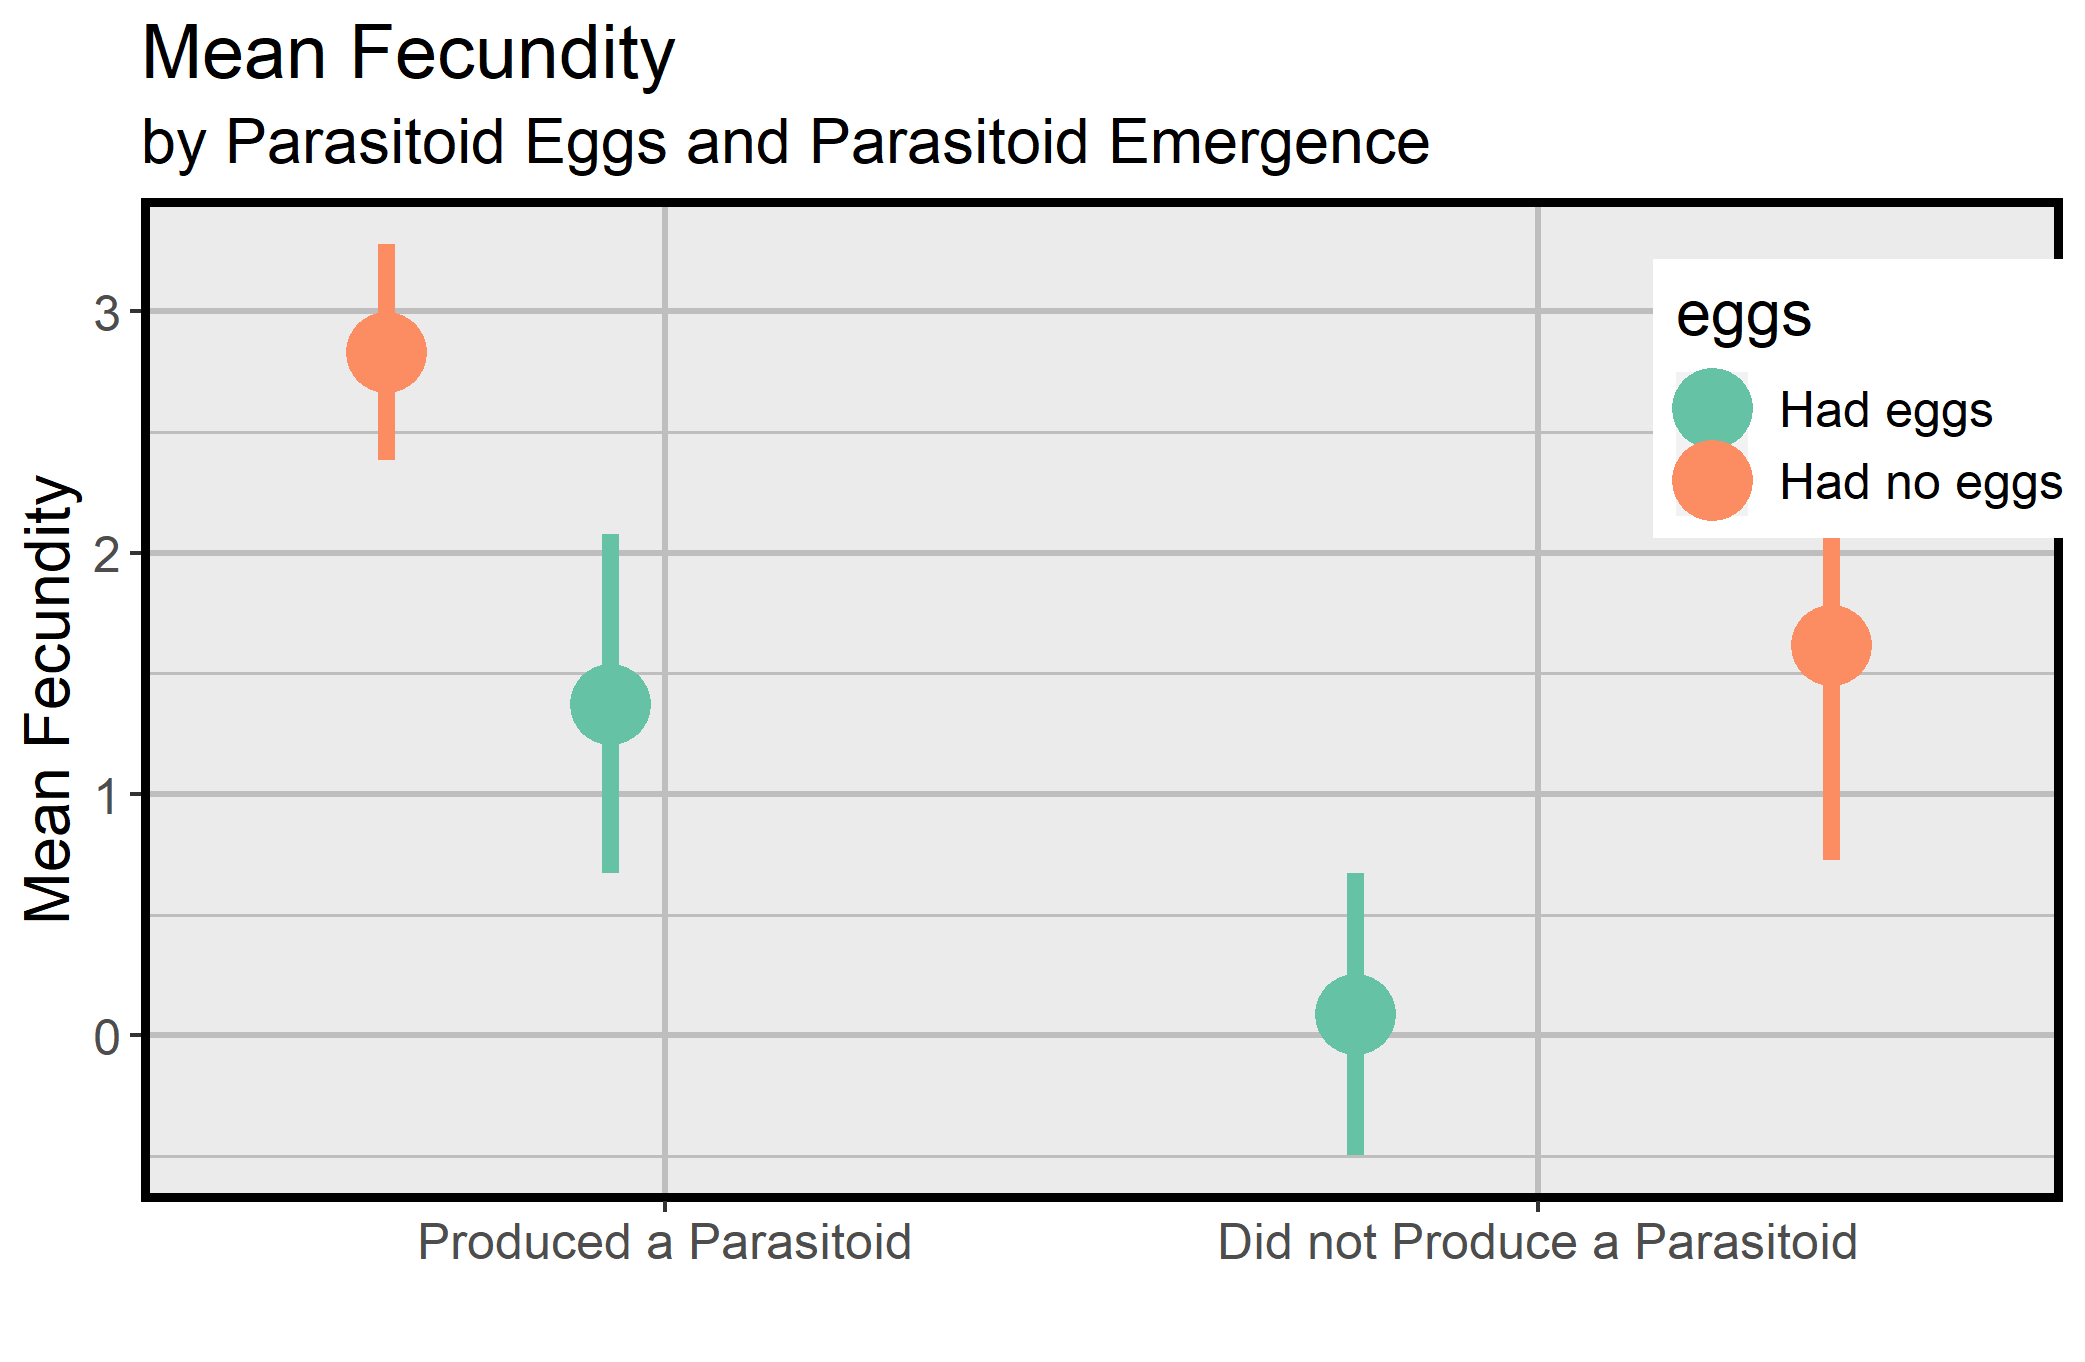 Mean Fecundity
by Parasitoid Eggs and Parasitoid Emergence
Mean Fecundity
3
2
1
0
eggs
Had eggs
Had no eggs
Produced a Parasitoid
Did not Produce a Parasitoid